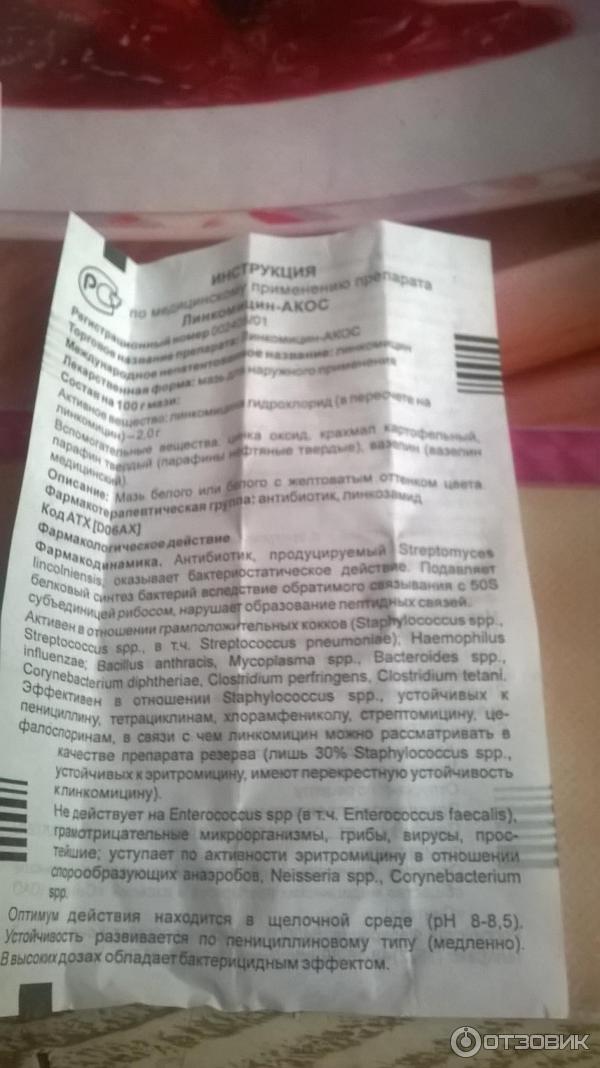 РС
ИНСТРУКЦИЯ
по медицинскому применению препарата
Линкомицин-АКОС
Регистрационный номер
Торговое название препарата: Линкомицин-АКОС
Международное непатентованное название: линкомицин
Лекарственная форма: мазь для наружного применения
Состав на 100 г мази:
Активное вещество: линкомицина гидрохлорид (в пересчете на
линкомицин) – 2,0 г
Вспомогательные вещества: цинка оксид, крахмал картофельный,
парафин твердый (парафины нефтяные твердые), вазелин (вазелин
медицинский).
Описание: Мазь белого или белого с желтоватым оттенком цвета.
Фармакотерапевтическая группа: антибиотик, линкозамид
Код АТХ [D06AX]
Фармакологическое действие
Фармакодинамика. Антибиотик, продуцируемый Streptomyces
lincolniensis, оказывает бактериостатическое действие. Подавляет
белковый синтез бактерий вследствие обратимого связывания с 50S
субъединицей рибосом, нарушает образование пептидных связей.
Активен в отношении грамположительных кокков (Staphylococcus spp.,
Streptococcus spp., в т.ч. Streptococcus pneumoniae), Haemophilus
influenzae; Bacillus anthracis, Mycoplasma spp., Bacteroides spp.,
Corynebacterium diphtheriae, Clostridium perfringens, Clostridium tetani.
Эффективен в отношении Staphylococcus spp., устойчивых к
пенициллину, тетрациклинам, хлорамфениколу, стрептомицину, це-
фалоспоринам, в связи с чем линкомицин можно рассматривать в
качестве препарата резерва (лишь 30% Staphylococcus spp.,
устойчивых к эритромицину, имеют перекрестную устойчивость
к линкомицину).
Не действует на Enterococcus spp (в т.ч. Enterococcus faecalis),
грамотрицательные микроорганизмы, грибы, вирусы, прос-
тейшие; уступает по активности эритромицину в отношении
спорообразующих анаэробов, Neisseria spp., Corynebacterium
spp.
Оптимум действия находится в щелочной среде (рН 8-8,5).
Устойчивость развивается по пенициллиновому типу (медленно).
В высоких дозах обладает бактерицидным эффектом.
ОТЗОВИК